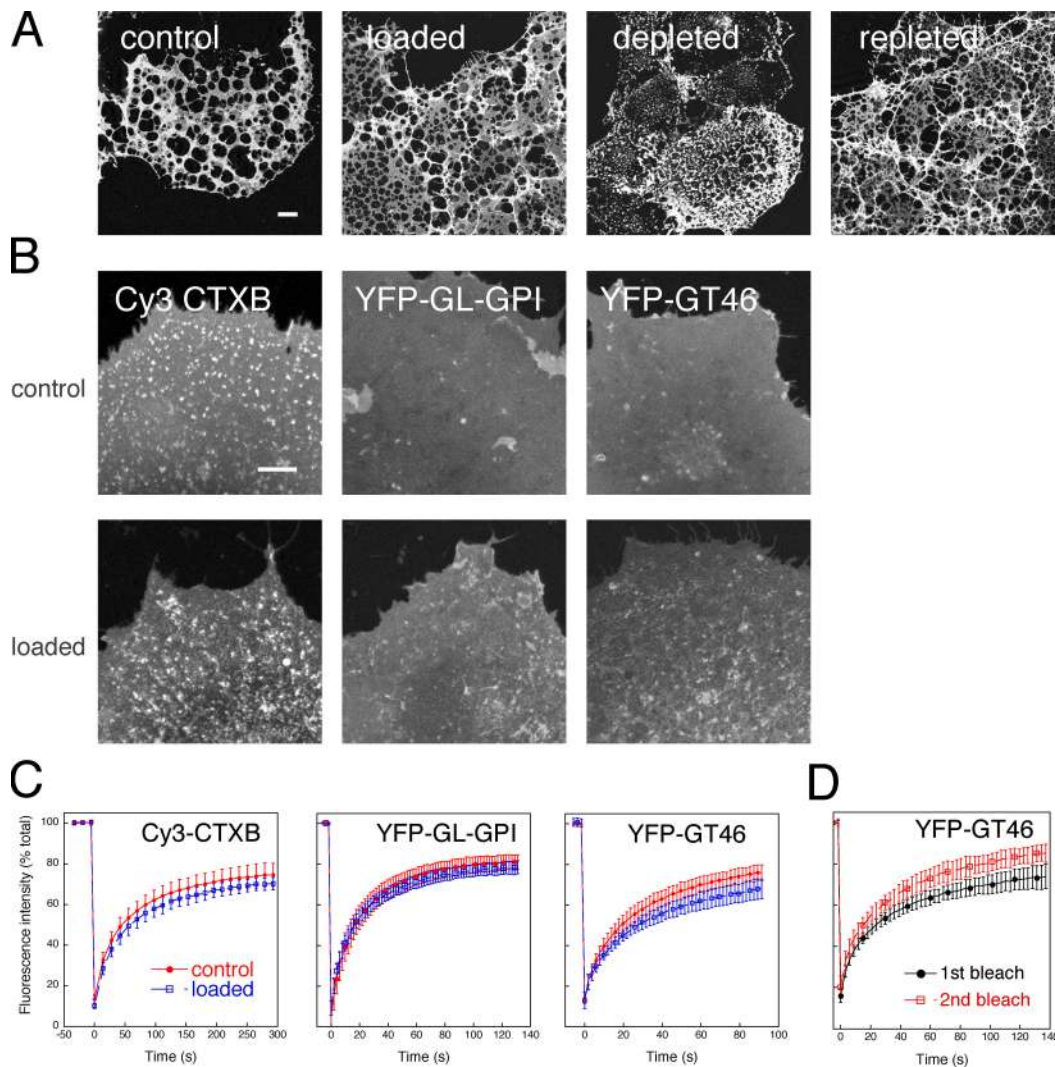 A
control
loaded
depleted
repleted
B
Cy3 CTXB
YFP-GL-GPI
YFP-GT46
control
loaded
C
D
Fluorescence intensity (% total)
100
80
60
40
20
0
Cy3-CTXB
control
loaded
-50 0 50 100 150 200 250 300
Time (s)
YFP-GL-GPI
0 20 40 60 80 100 120 140
Time (s)
YFP-GT46
0 20 40 60 80 100
Time (s)
YFP-GT46
1st bleach
2nd bleach
0 20 40 60 80 100 120 140
Time (s)